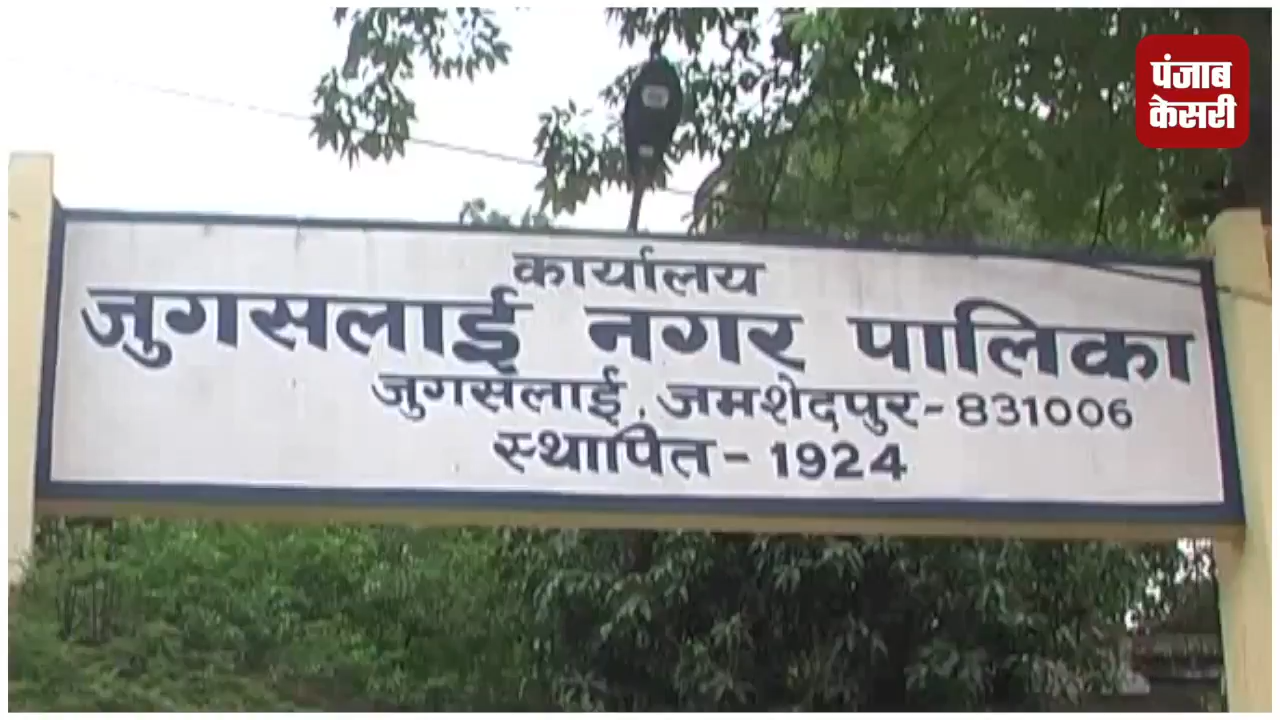 पंजाब
केसरी
कार्यालय
जुगसलाई नगर पालिका
जुगसलाई, जमशेदपुर - 831006
स्थापित - 1924